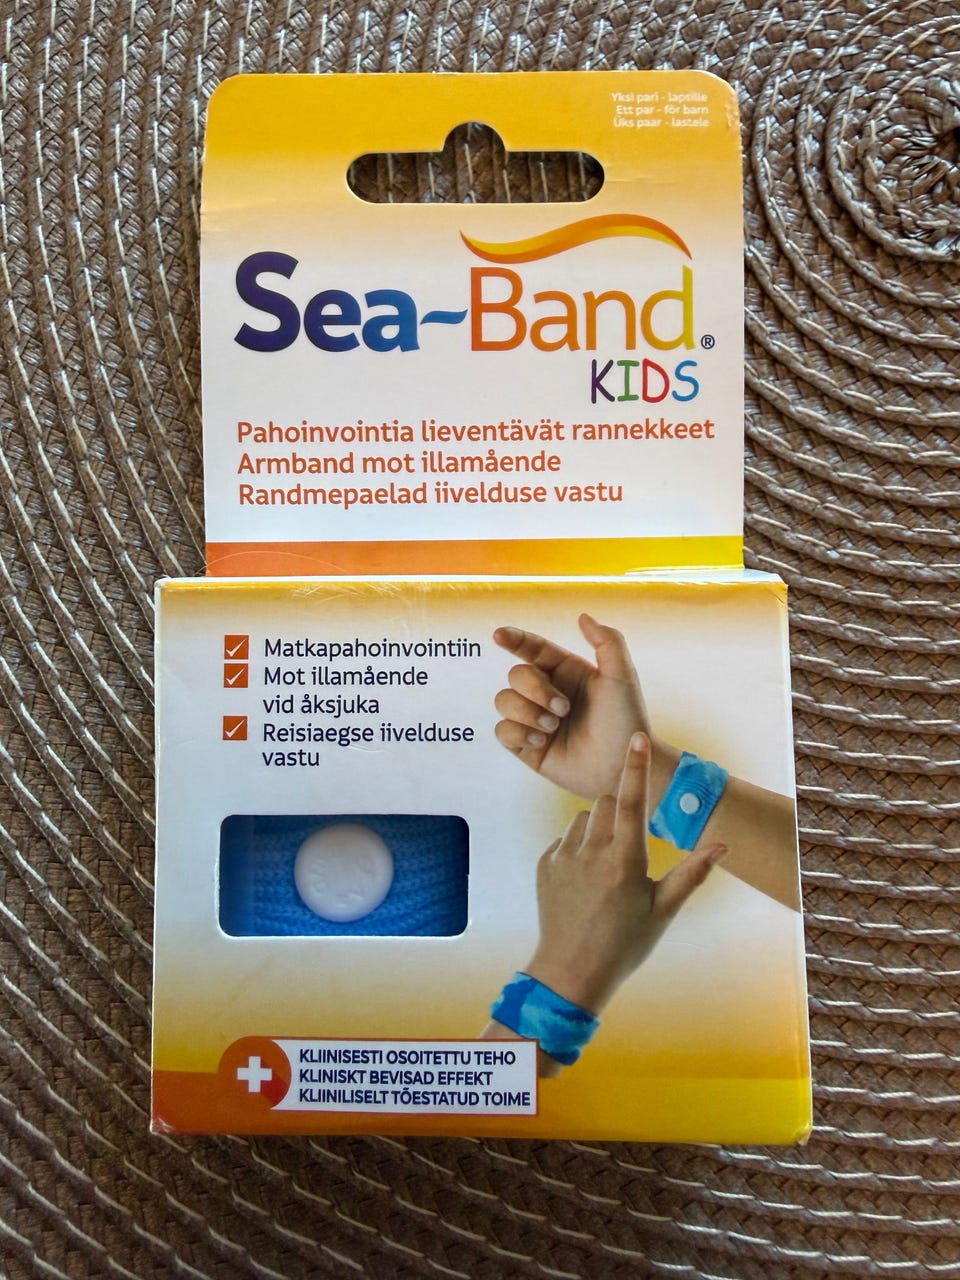 Yksi pari - lapsille
Ett par - för barn
Üks paar - lastele
Sea-Band®
KIDS
Pahoinvointia lieventävät rannekkeet
Armband mot illamående
Randmepaelad iivelduse vastu
Matkapahoinvointiin
Mot illamående
vid åksjuka
Reisiaegse iivelduse
vastu
KLIINISESTI OSOITETTU TEHO
KLINISKT BEVISAD EFFEKT
KLIINILISELT TÕESTATUD TOIME